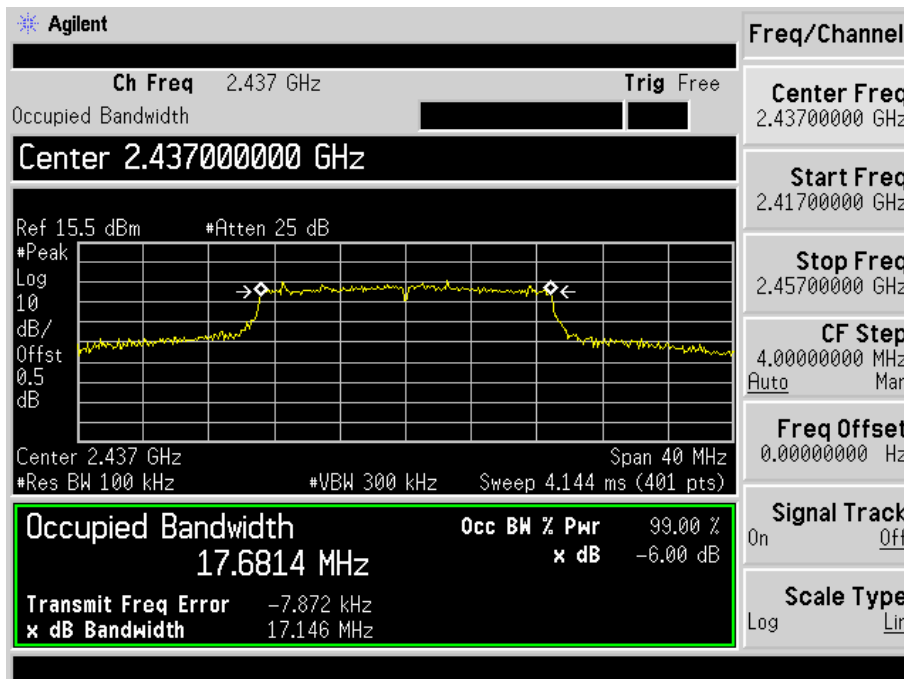 Agilent
Ch Freq 2.437 GHz Trig Free
Occupied Bandwidth
Center 2.437000000 GHz
Ref 15.5 dBm #Atten 25 dB
#Peak
Log
10
dB/
Offst
0.5
dB
Center 2.437 GHz Span 40 MHz
#Res BW 100 kHz #VBW 300 kHz Sweep 4.144 ms (401 pts)
Occupied Bandwidth
17.6814 MHz
Occ BW % Pwr 99.00 %
x dB -6.00 dB
Transmit Freq Error -7.872 kHz
x dB Bandwidth 17.146 MHz
Freq/Channel
Center Freq
2.43700000 GHz
Start Freq
2.41700000 GHz
Stop Freq
2.45700000 GHz
CF Step
4.00000000 MHz
Auto Man
Freq Offset
0.00000000 Hz
Signal Track
On Off
Scale Type
Log Lin